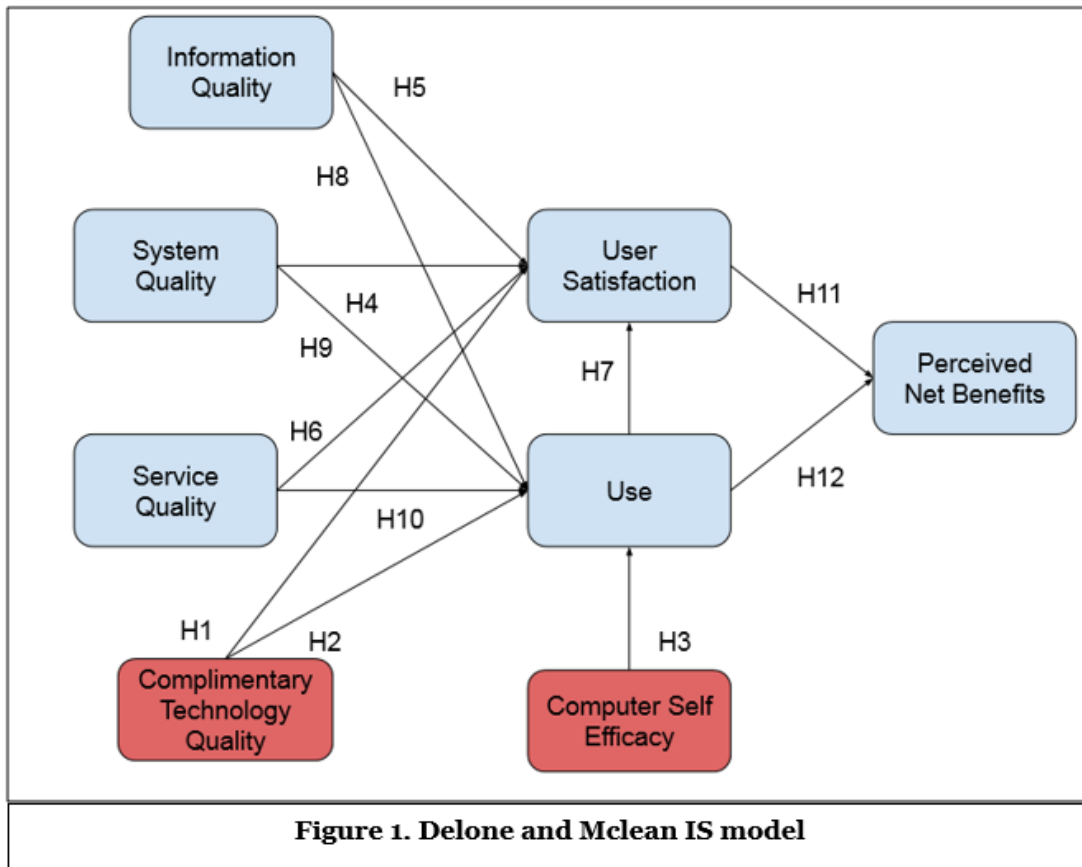 Information
Quality
H5
H8
System
Quality
User
Satisfaction
H4
H9
H11
H7
Perceived
Net Benefits
Service
Quality
H6
Use
H10
H12
H1
H2
H3
Complimentary
Technology
Quality
Computer Self
Efficacy
Figure 1. Delone and Mclean IS model